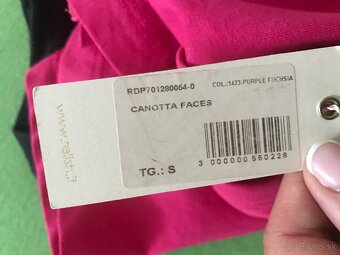 RDP701280064-0 COL.:1423 PURPLE FUCHSIA
CANOTTA FACES
TG.: S
3 000000 560228